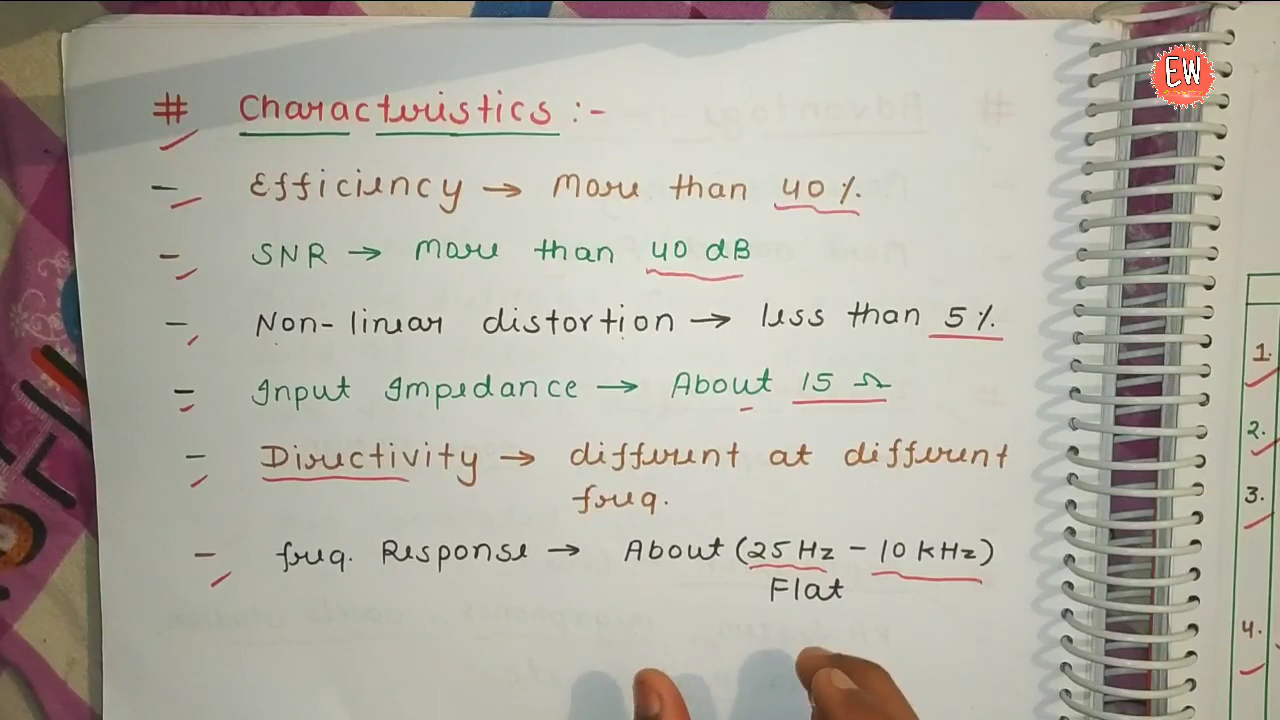 EW
# Characteristics :-
- Efficiency → More than 40 %.
- SNR → More than 40 dB
- Non-linear distortion → less than 5 %.
- Input Impedance → About 15 Ω
- Directivity → different at different
freq.
- freq. Response → About (25 Hz - 10 kHz)
Flat
1.
2.
3.
4.